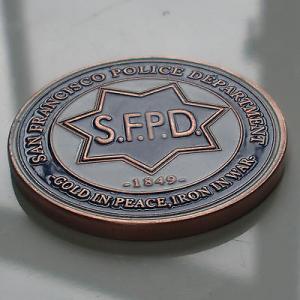 SAN FRANCISCO POLICE DEPARTMENT
S.F.P.D.
-1849-
GOLD IN PEACE, IRON IN WAR